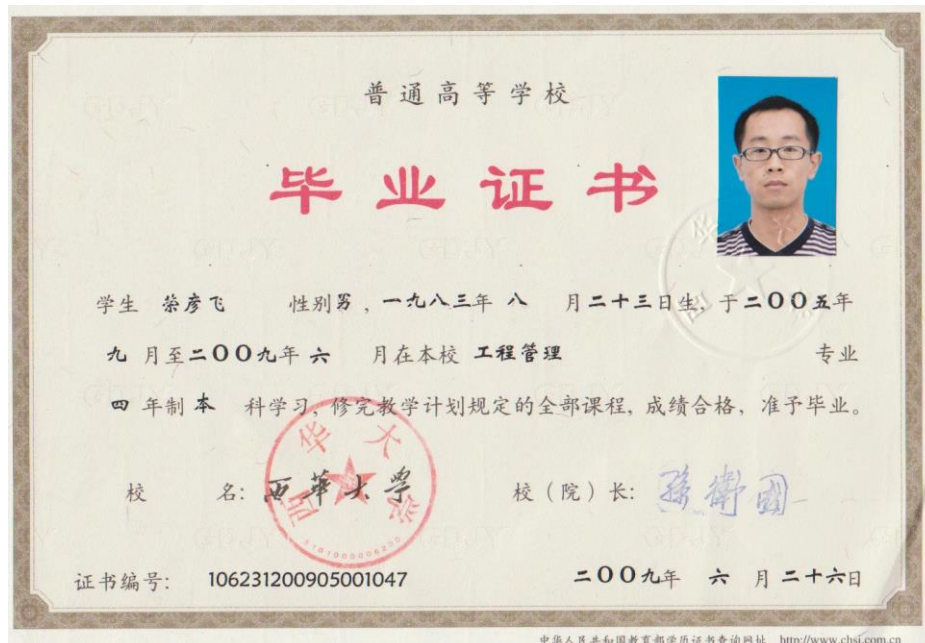 普通高等学校
毕业证书
学生 荣彦飞 性别男，一九八三年 八 月二十三日生，于二〇〇五年
九 月至二〇〇九年 六 月在本校 工程管理 专业
四 年制 本 科学习，修完教学计划规定的全部课程，成绩合格，准予毕业。
校 名：西华大学 校（院）长：孙卫国
西华大学
5101000006200
证书编号： 106231200905001047 二〇〇九年 六 月 二十六日
中华人民共和国教育部学历证书查询网址 http://www.chsi.com.cn